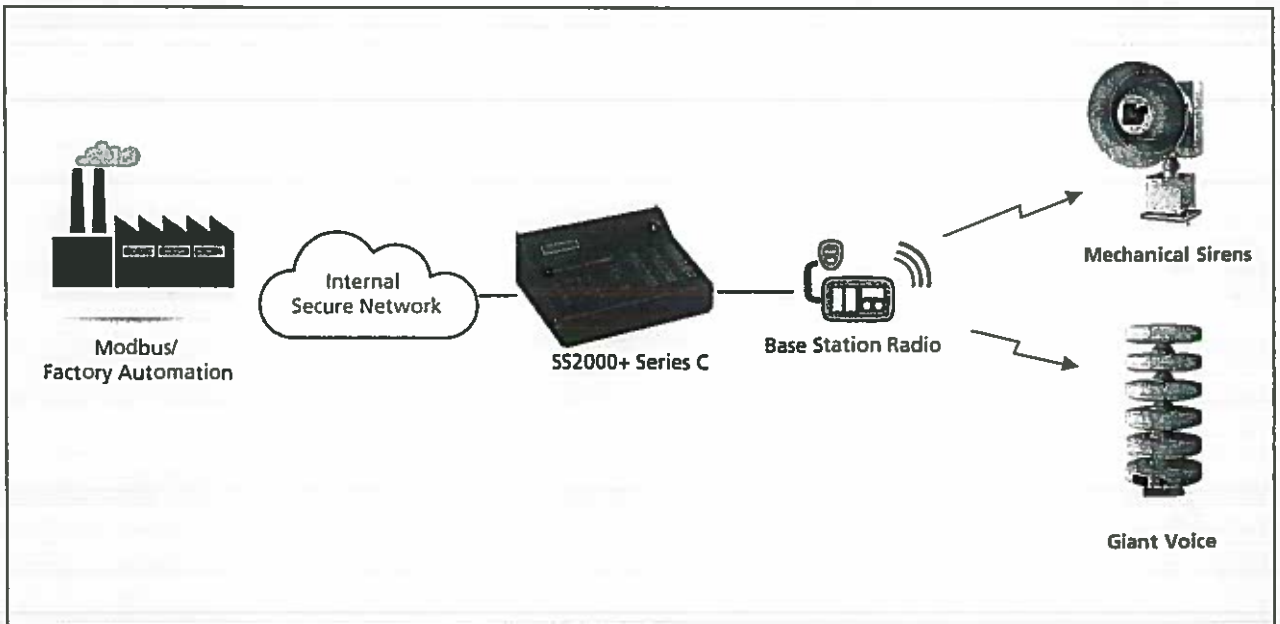 Internal
Secure Network
Modbus/
Factory Automation
SS2000+ Series C
Base Station Radio
Mechanical Sirens
Giant Voice